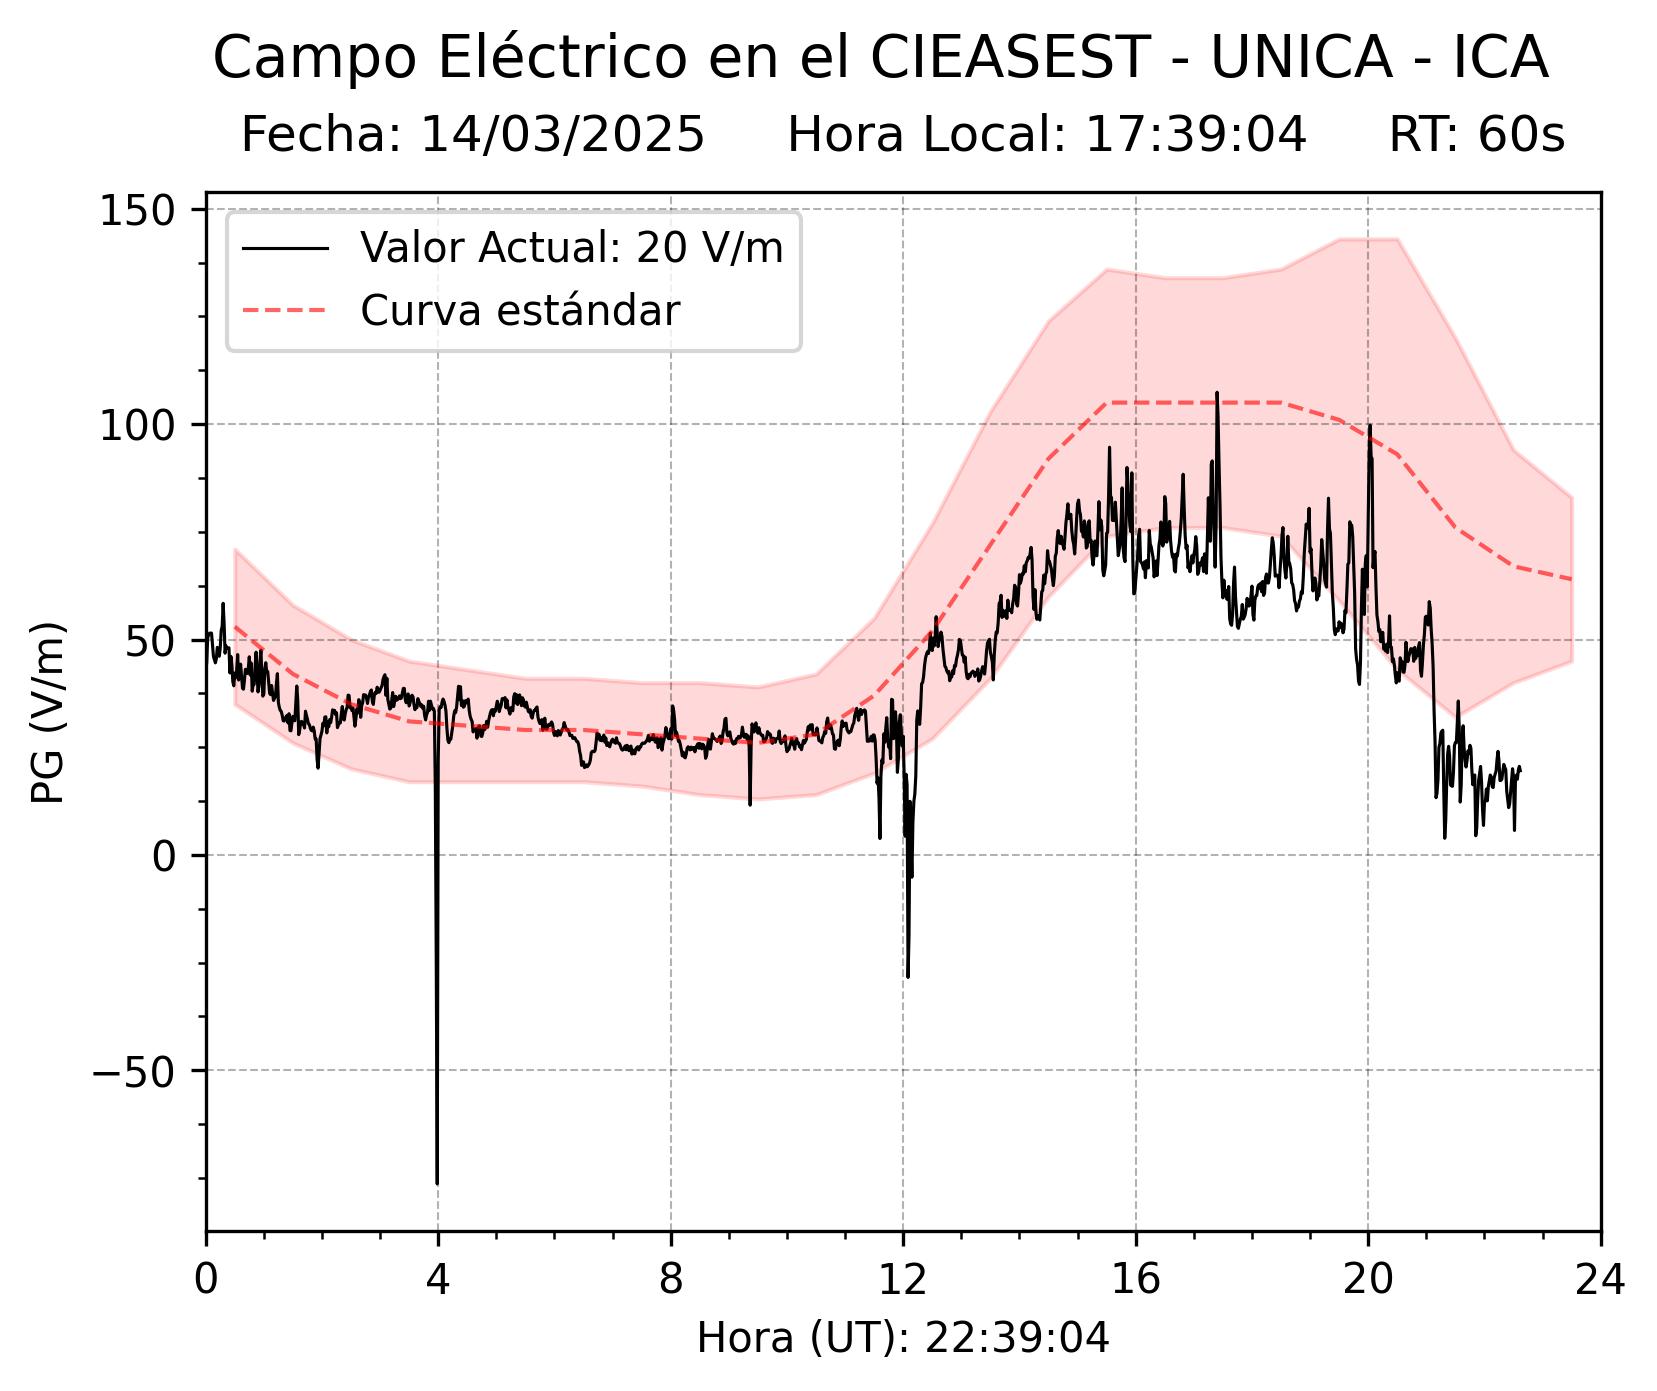 Campo Eléctrico en el CIEASEST - UNICA - ICA
Fecha: 14/03/2025 Hora Local: 17:39:04 RT: 60s
Valor Actual: 20 V/m
Curva estándar
150
100
50
0
−50
PG (V/m)
0 4 8 12 16 20 24
Hora (UT): 22:39:04